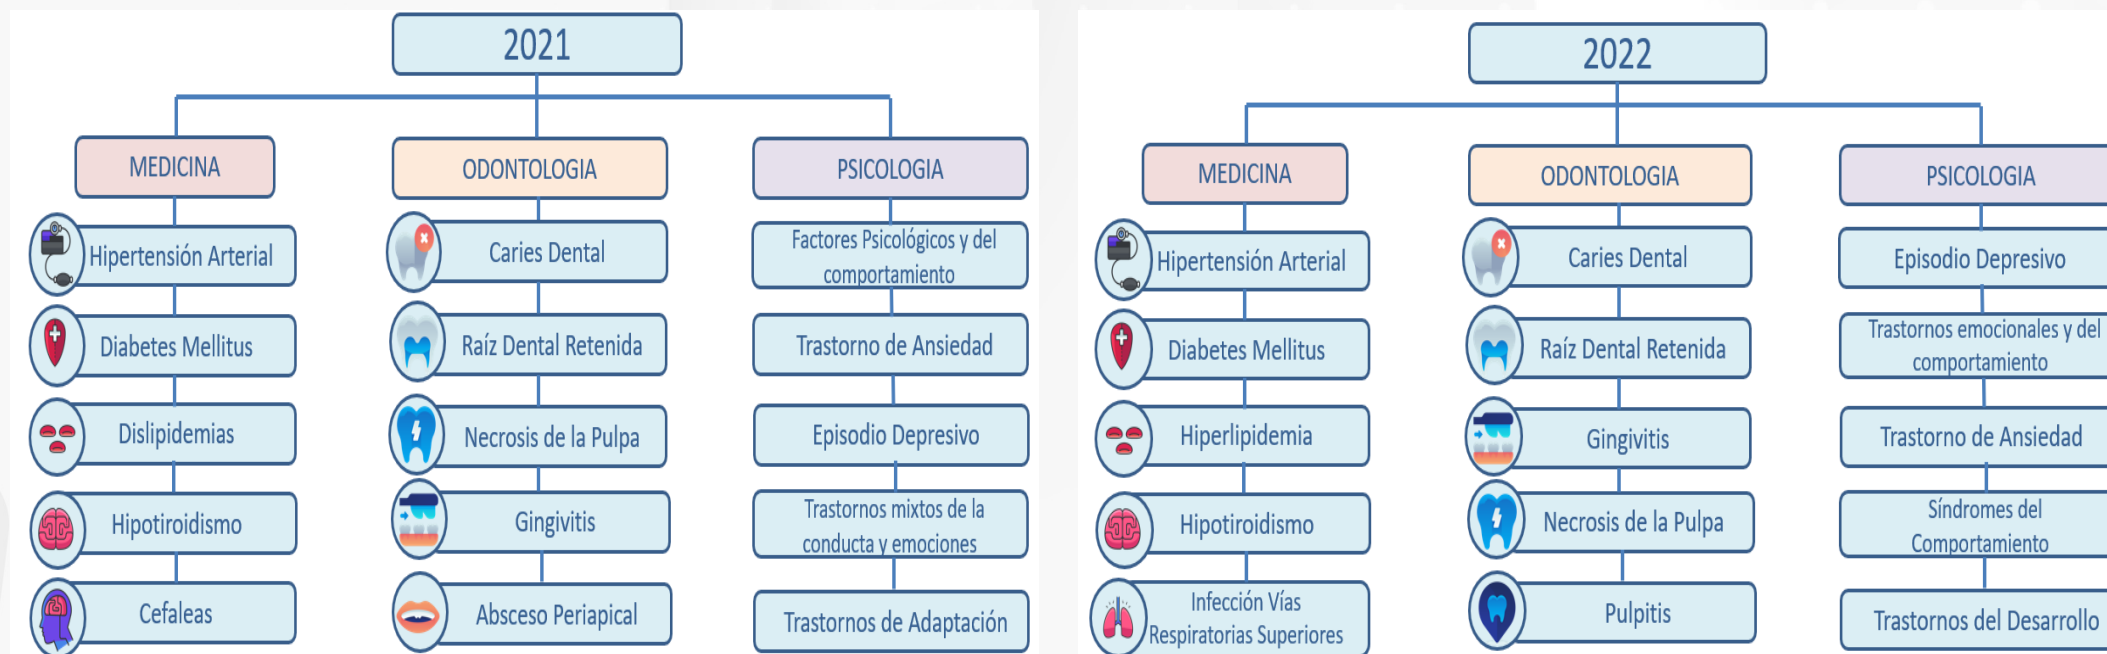 2021
MEDICINA
Hipertensión Arterial
Diabetes Mellitus
Dislipidemias
Hipotiroidismo
Cefaleas
ODONTOLOGIA
Caries Dental
Raíz Dental Retenida
Necrosis de la Pulpa
Gingivitis
Absceso Periapical
PSICOLOGIA
Factores Psicológicos y del
comportamiento
Trastorno de Ansiedad
Episodio Depresivo
Trastornos mixtos de la
conducta y emociones
Trastornos de Adaptación
2022
MEDICINA
Hipertensión Arterial
Diabetes Mellitus
Hiperlipidemia
Hipotiroidismo
Infección Vías
Respiratorias Superiores
ODONTOLOGIA
Caries Dental
Raíz Dental Retenida
Gingivitis
Necrosis de la Pulpa
Pulpitis
PSICOLOGIA
Episodio Depresivo
Trastornos emocionales y del
comportamiento
Trastorno de Ansiedad
Síndromes del
Comportamiento
Trastornos del Desarrollo